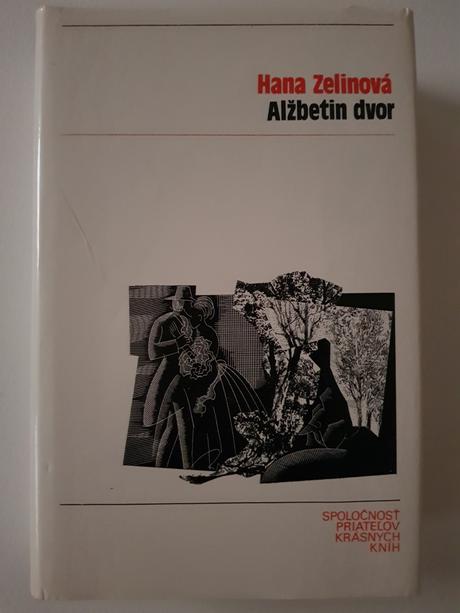 Hana Zelinová
Alžbetin dvor
SPOLOČNOSŤ
PRIATEĽOV
KRÁSNYCH
KNÍH